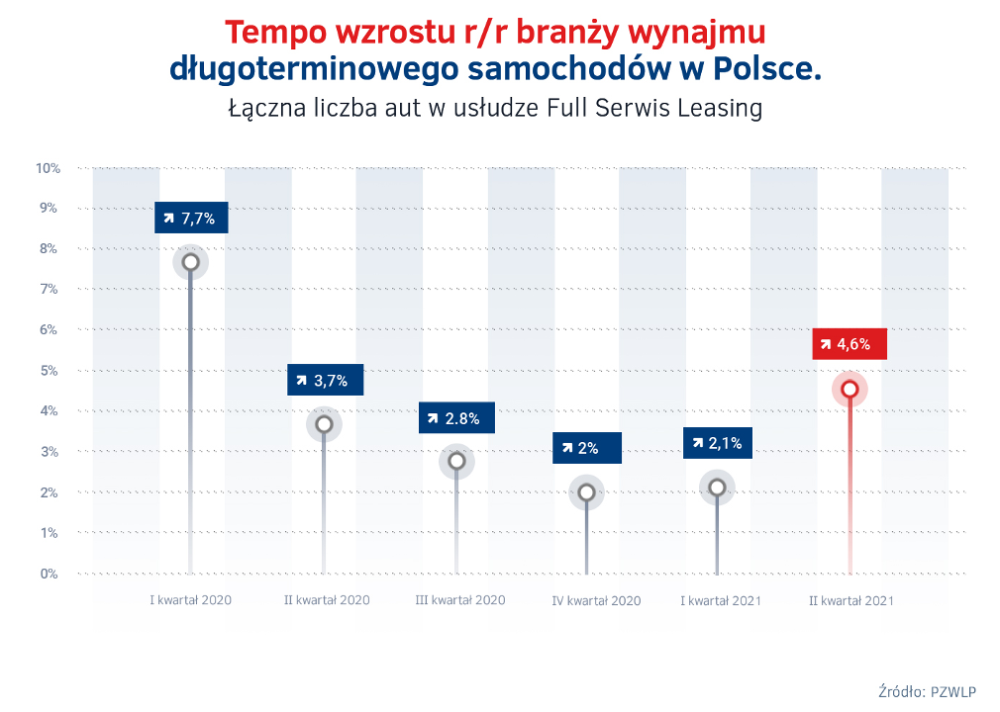 Tempo wzrostu r/r branży wynajmu
długoterminowego samochodów w Polsce.
Łączna liczba aut w usłudze Full Serwis Leasing
10%
9%
8%
7%
6%
5%
4%
3%
2%
1%
0%
7,7%
3,7%
2.8%
2%
2,1%
4,6%
I kwartał 2020
II kwartał 2020
III kwartał 2020
IV kwartał 2020
I kwartał 2021
II kwartał 2021
Źródło: PZWLP